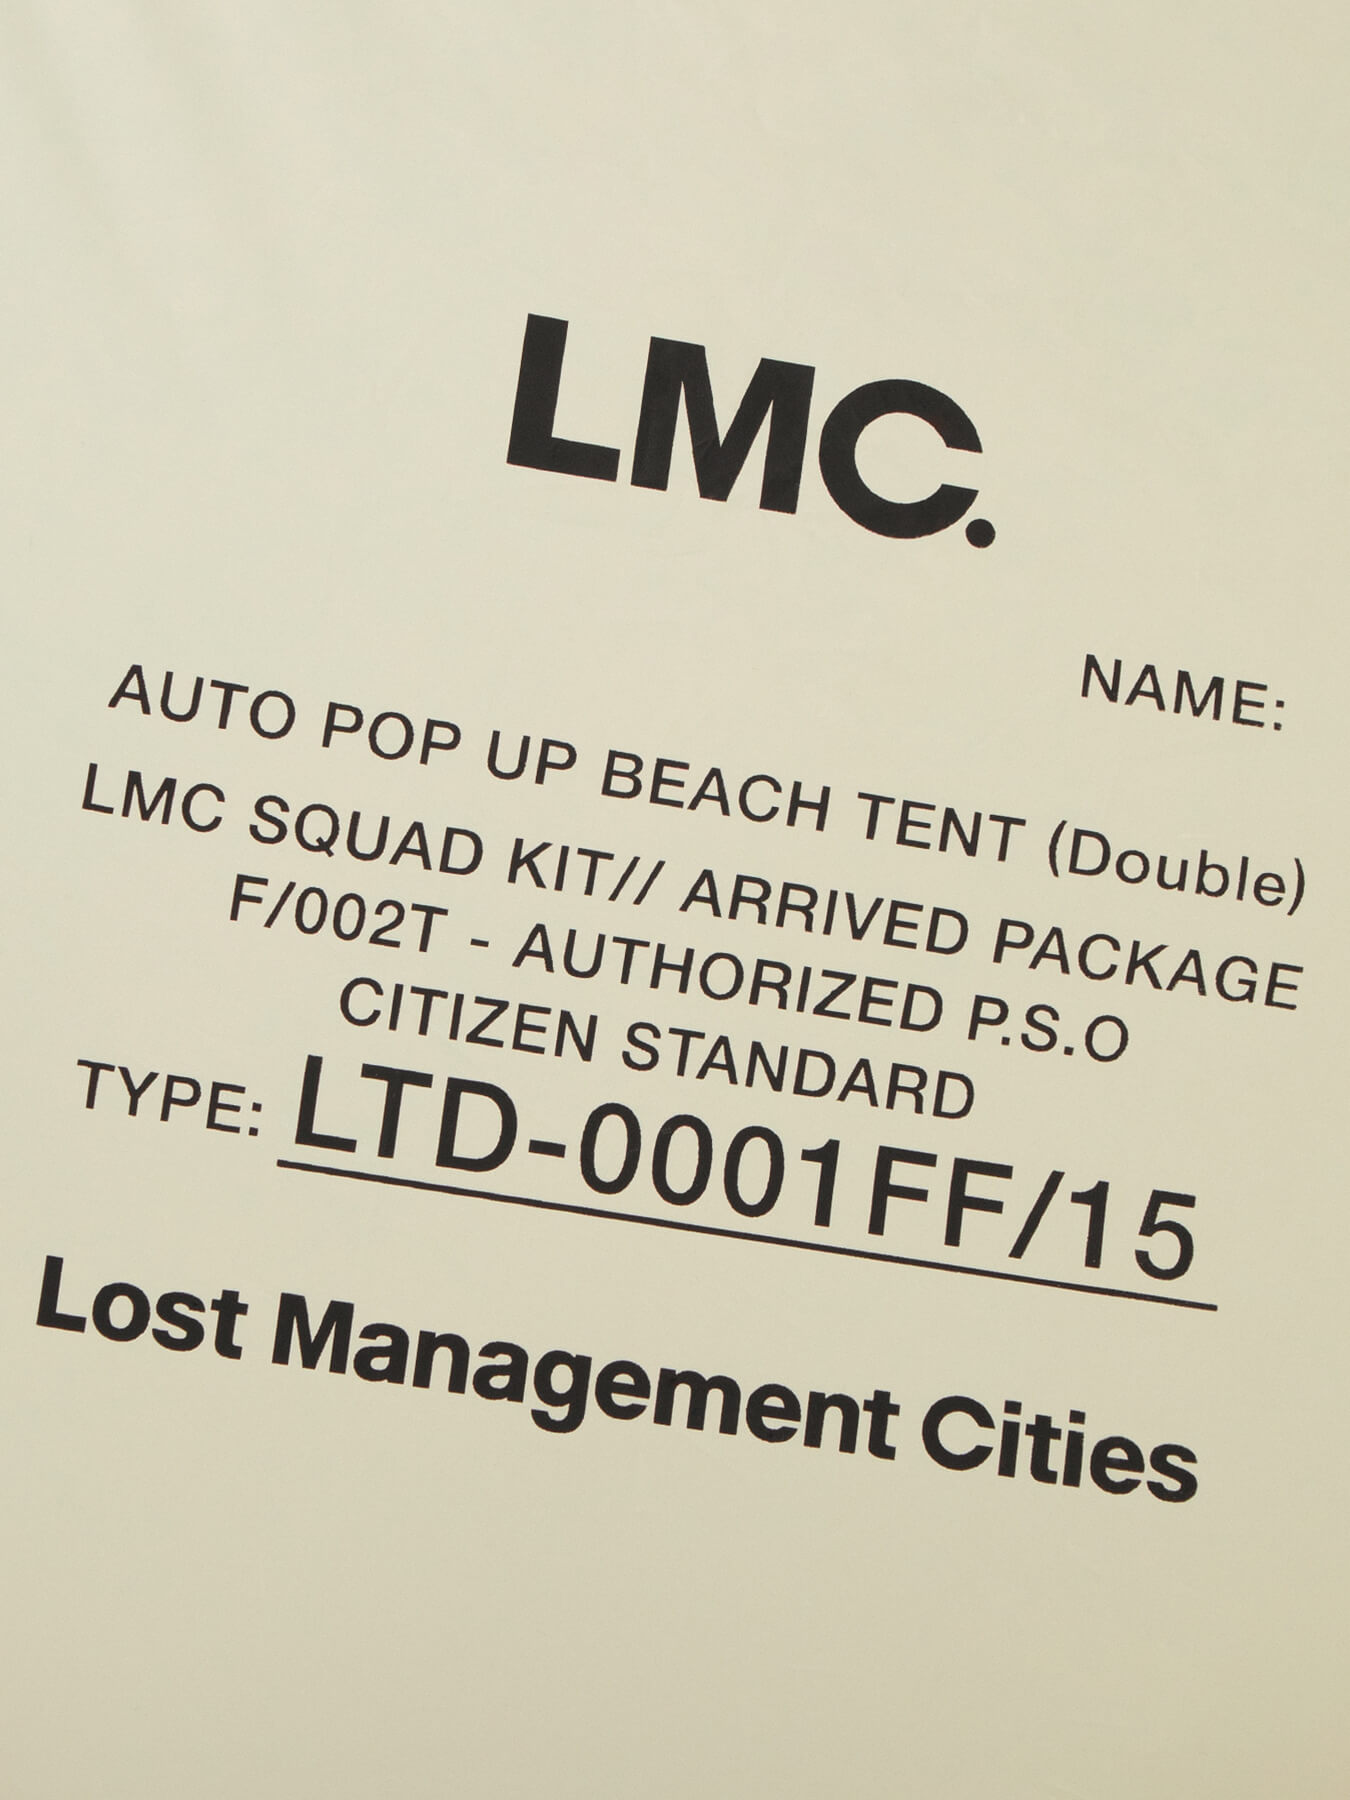 LMC.
NAME:
AUTO POP UP BEACH TENT (Double)
LMC SQUAD KIT// ARRIVED PACKAGE
F/002T - AUTHORIZED P.S.O
CITIZEN STANDARD
TYPE: LTD-0001FF/15
Lost Management Cities